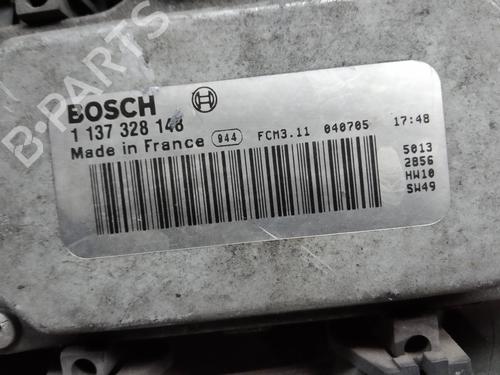 B-PARTS
BOSCH
1 137 328 148
Made in France 944 FCM3.11 040705 17:48
5013
2856
HW10
SW49